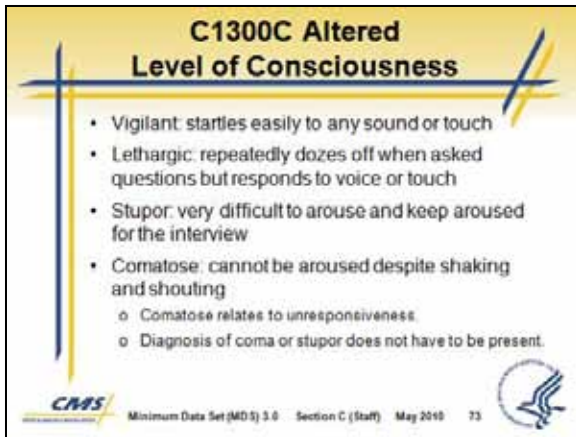 C1300C Altered
Level of Consciousness
• Vigilant: startles easily to any sound or touch
• Lethargic: repeatedly dozes off when asked
questions but responds to voice or touch
• Stupor: very difficult to arouse and keep aroused
for the interview
• Comatose: cannot be aroused despite shaking
and shouting
o Comatose relates to unresponsiveness.
o Diagnosis of coma or stupor does not have to be present.
CMS
Minimum Data Set (MDS) 3.0 Section C (Staff) May 2010 73